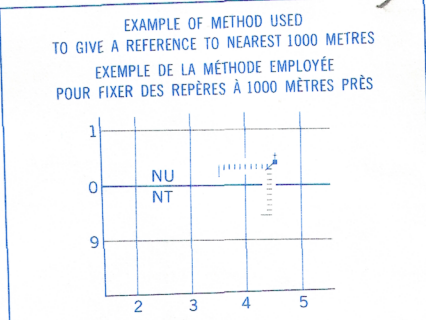 EXAMPLE OF METHOD USED
TO GIVE A REFERENCE TO NEAREST 1000 METRES
EXEMPLE DE LA MÉTHODE EMPLOYÉE
POUR FIXER DES REPÈRES À 1000 MÈTRES PRÈS
1
NU
0
NT
9
2 3 4 5